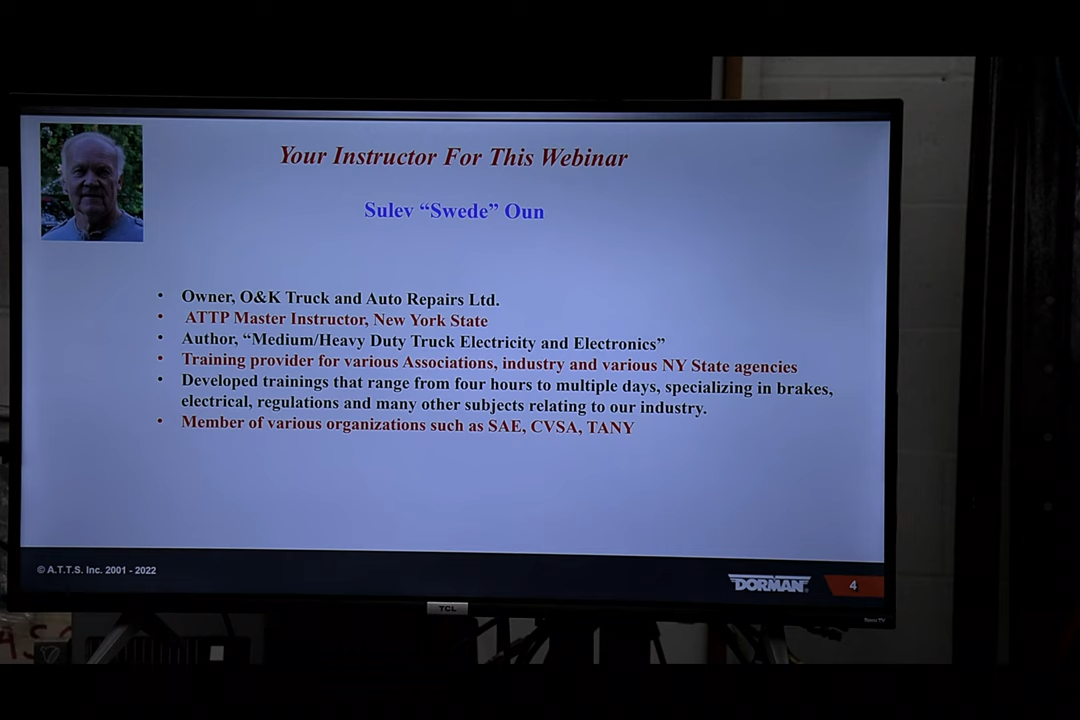 Your Instructor For This Webinar
Sulev “Swede” Oun
• Owner, O&K Truck and Auto Repairs Ltd.
• ATTP Master Instructor, New York State
• Author, “Medium/Heavy Duty Truck Electricity and Electronics”
• Training provider for various Associations, industry and various NY State agencies
• Developed trainings that range from four hours to multiple days, specializing in brakes,
electrical, regulations and many other subjects relating to our industry.
• Member of various organizations such as SAE, CVSA, TANY
© A.T.T.S. Inc. 2001 - 2022
DORMAN®
4
TCL
Roku TV